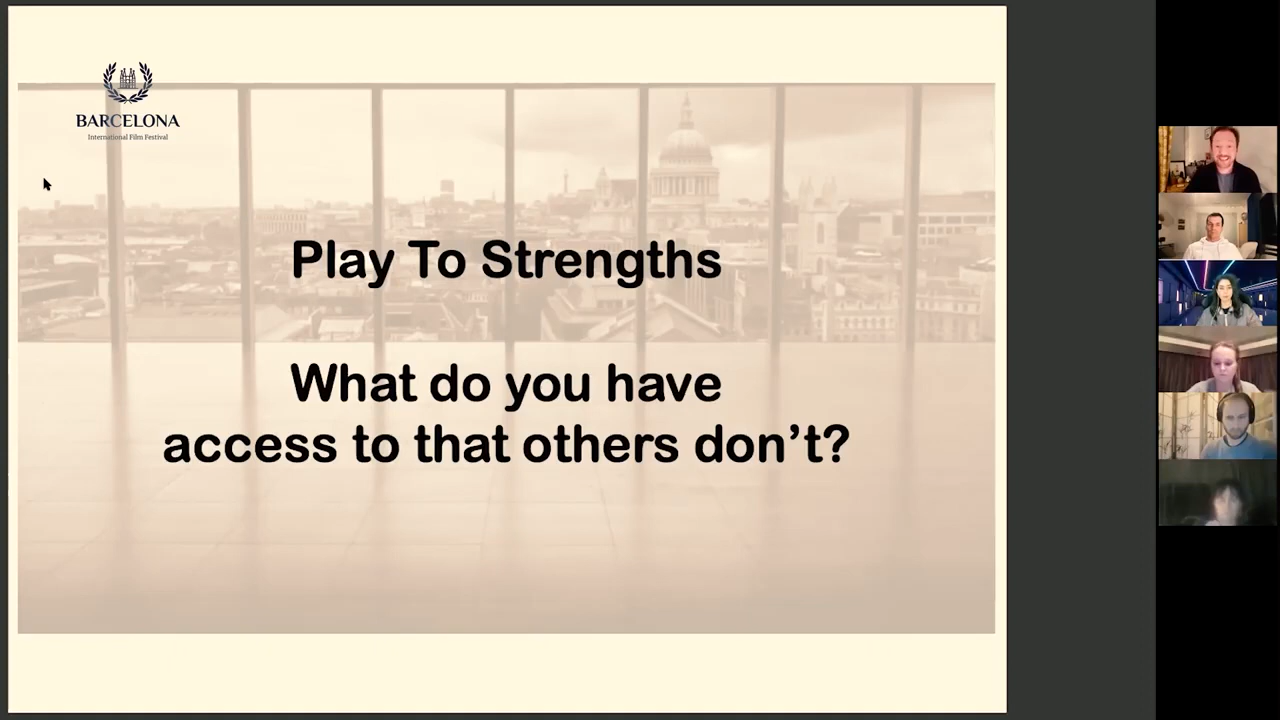 BARCELONA
International Film Festival
Play To Strengths
What do you have
access to that others don’t?